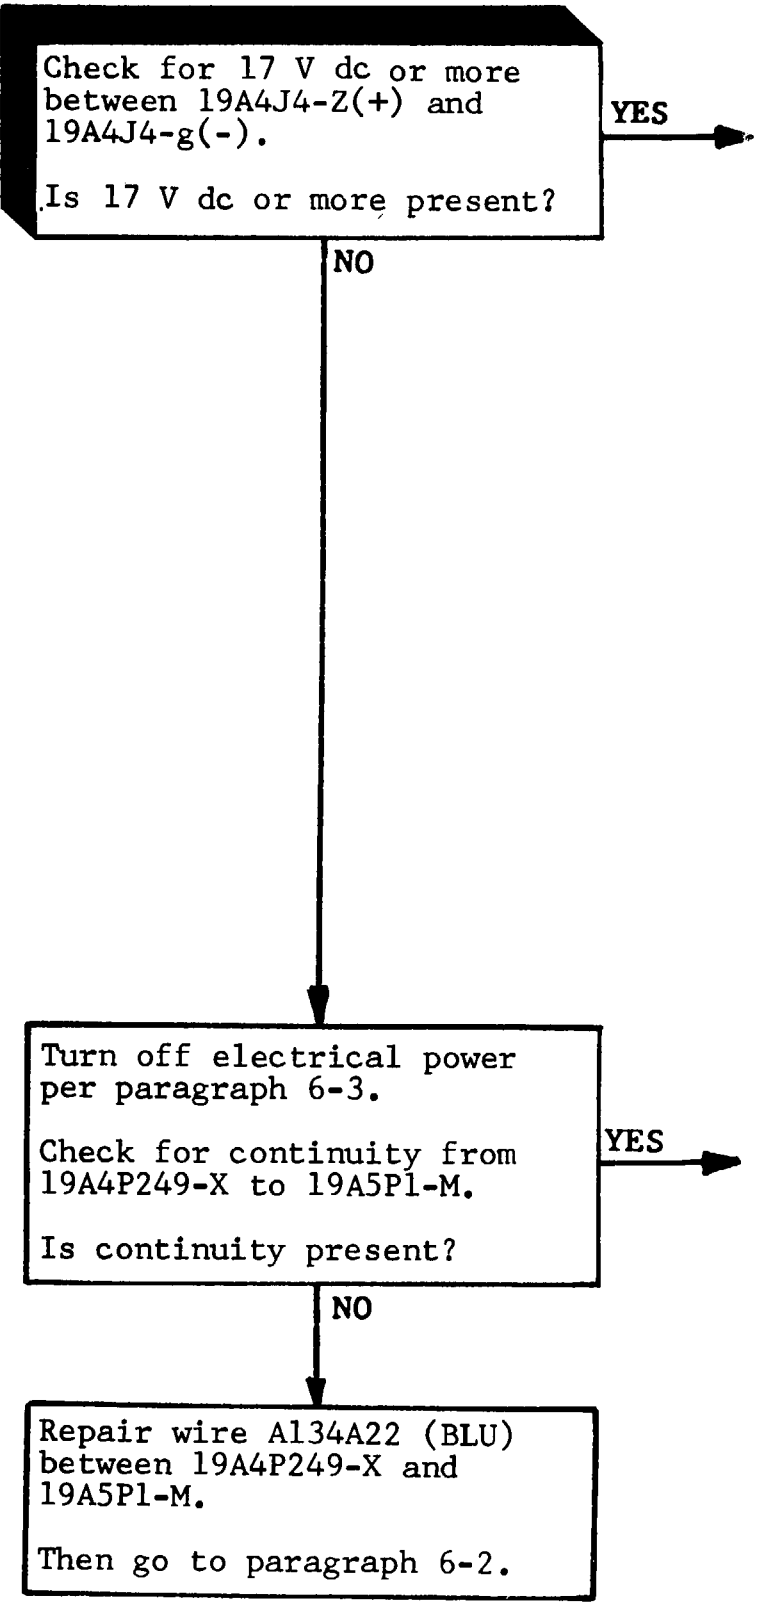 Check for 17 V dc or more
between 19A4J4-Z(+) and
19A4J4-g(-).
Is 17 V dc or more present?
YES
NO
Turn off electrical power
per paragraph 6-3.
Check for continuity from
19A4P249-X to 19A5P1-M.
Is continuity present?
YES
NO
Repair wire A134A22 (BLU)
between 19A4P249-X and
19A5P1-M.
Then go to paragraph 6-2.